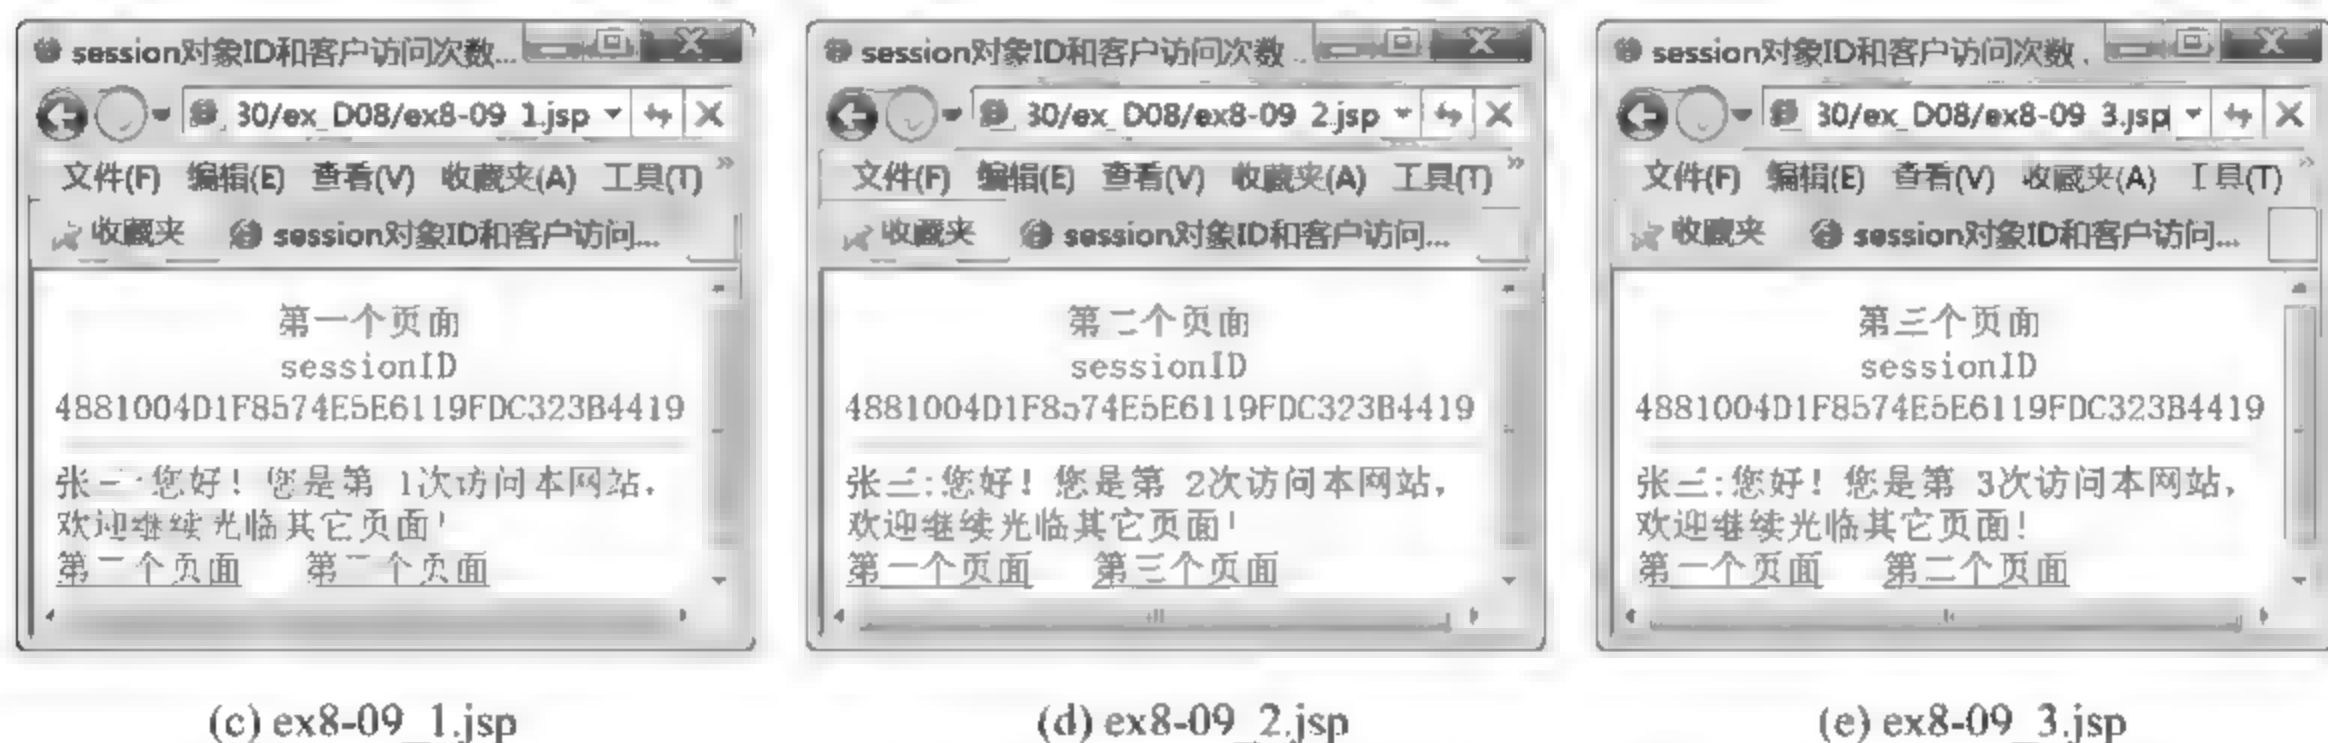 session对象ID和客户访问次数...
30/ex_D08/ex8-09_1.jsp
文件(F) 编辑(E) 查看(V) 收藏夹(A) 工具(T) »
收藏夹 session对象ID和客户访问...
第一个页面
sessionID
4881004D1F8574E5E6119FDC323B4419
张三:您好! 您是第 1次访问本网站,
欢迎继续光临其它页面!
第二个页面 第三个页面
(c) ex8-09_1.jsp
session对象ID和客户访问次数...
30/ex_D08/ex8-09_2.jsp
文件(F) 编辑(E) 查看(V) 收藏夹(A) 工具(T) »
收藏夹 session对象ID和客户访问...
第二个页面
sessionID
4881004D1F8574E5E6119FDC323B4419
张三:您好! 您是第 2次访问本网站,
欢迎继续光临其它页面!
第一个页面 第三个页面
(d) ex8-09_2.jsp
session对象ID和客户访问次数...
30/ex_D08/ex8-09_3.jsp
文件(F) 编辑(E) 查看(V) 收藏夹(A) 工具(T) »
收藏夹 session对象ID和客户访问...
第三个页面
sessionID
4881004D1F8574E5E6119FDC323B4419
张三:您好! 您是第 3次访问本网站,
欢迎继续光临其它页面!
第一个页面 第二个页面
(e) ex8-09_3.jsp